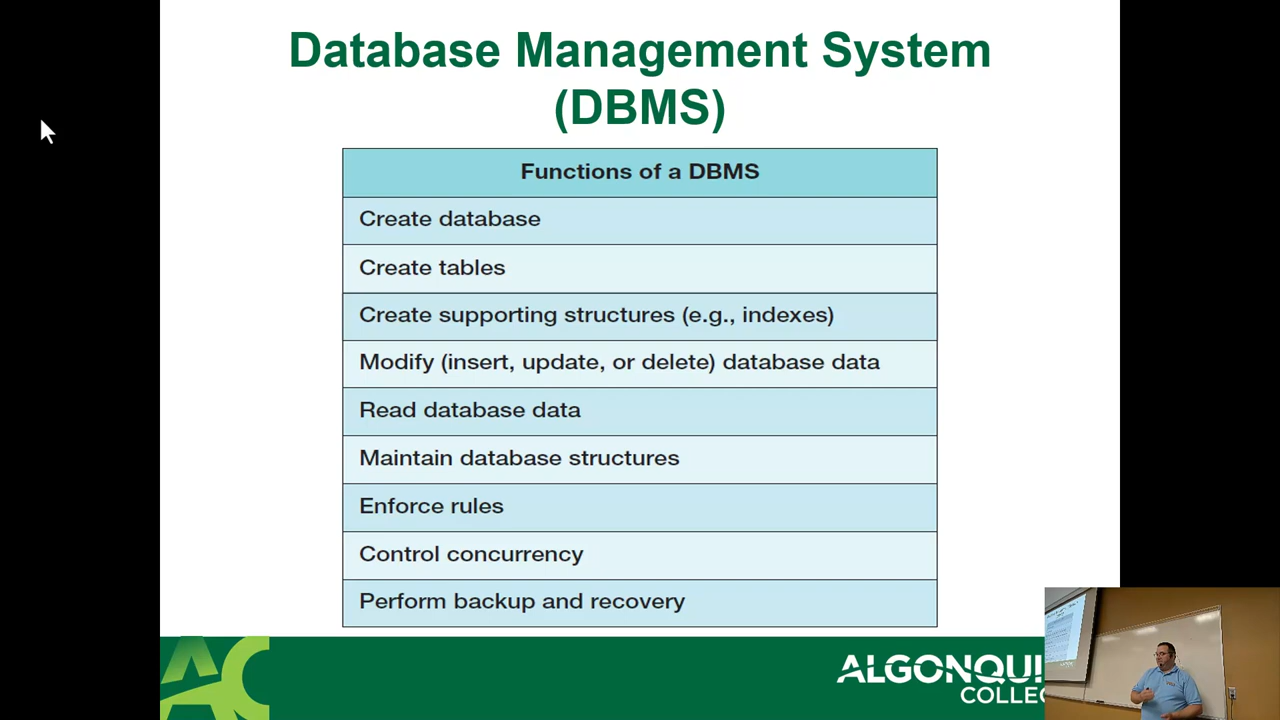 Database Management System
(DBMS)
Functions of a DBMS
Create database
Create tables
Create supporting structures (e.g., indexes)
Modify (insert, update, or delete) database data
Read database data
Maintain database structures
Enforce rules
Control concurrency
Perform backup and recovery
AC
ALGONQUI
COLLE